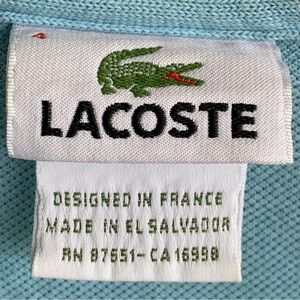 LACOSTE
DESIGNED IN FRANCE
MADE IN EL SALVADOR
RN 87651-CA 16998